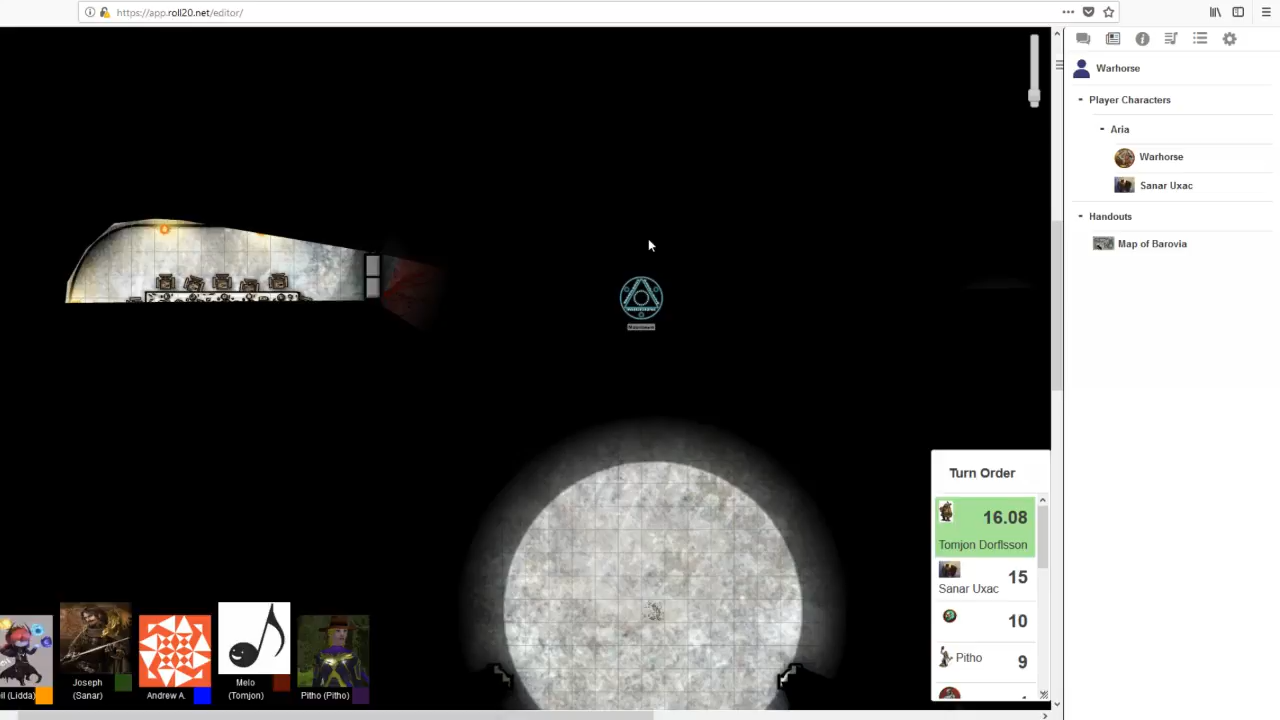 https://app.roll20.net/editor/
Warhorse
Player Characters
Aria
Warhorse
Sanar Uxac
Handouts
Map of Barovia
Turn Order
16.08
Tomjon Dorflsson
15
Sanar Uxac
10
Pitho
9
(Lidda)
Joseph
(Sanar)
Andrew A.
Melo
(Tomjon)
Pitho (Pitho)